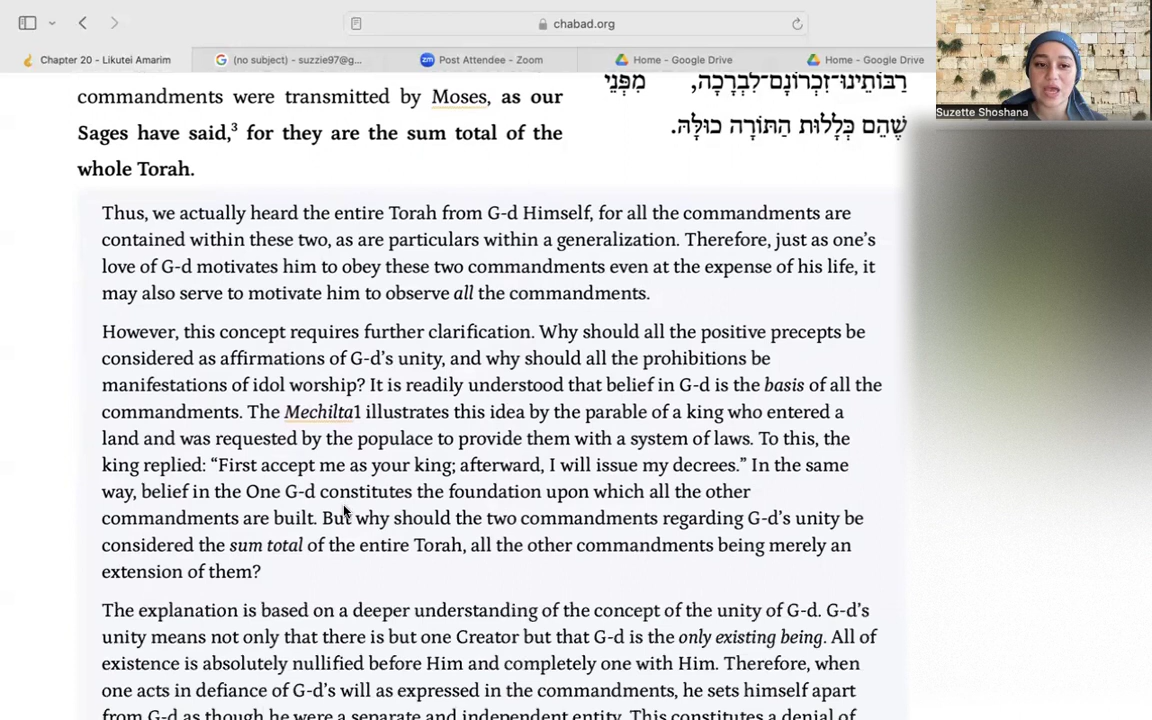 chabad.org
Chapter 20 - Likutei Amarim
(no subject) - suzzie97@g...
Post Attendee - Zoom
Home - Google Drive
Home - Google Drive
Suzette Shoshana
commandments were transmitted by Moses, as our
Sages have said,3 for they are the sum total of the
whole Torah.
רַבּוֹתֵינוּ־זִכְרוֹנָם־לִבְרָכָה, מִפְּנֵי
שֶׁהֵם כְּלָלוּת הַתּוֹרָה כּוּלָּהּ.
Thus, we actually heard the entire Torah from G-d Himself, for all the commandments are
contained within these two, as are particulars within a generalization. Therefore, just as one's
love of G-d motivates him to obey these two commandments even at the expense of his life, it
may also serve to motivate him to observe all the commandments.
However, this concept requires further clarification. Why should all the positive precepts be
considered as affirmations of G-d's unity, and why should all the prohibitions be
manifestations of idol worship? It is readily understood that belief in G-d is the basis of all the
commandments. The Mechilta1 illustrates this idea by the parable of a king who entered a
land and was requested by the populace to provide them with a system of laws. To this, the
king replied: “First accept me as your king; afterward, I will issue my decrees.” In the same
way, belief in the One G-d constitutes the foundation upon which all the other
commandments are built. But why should the two commandments regarding G-d's unity be
considered the sum total of the entire Torah, all the other commandments being merely an
extension of them?
The explanation is based on a deeper understanding of the concept of the unity of G-d. G-d's
unity means not only that there is but one Creator but that G-d is the only existing being. All of
existence is absolutely nullified before Him and completely one with Him. Therefore, when
one acts in defiance of G-d's will as expressed in the commandments, he sets himself apart
from G-d as though he were a separate and independent entity. This constitutes a denial of